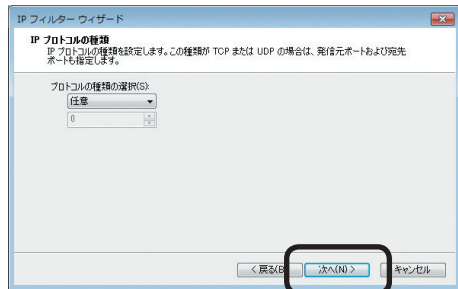 IP フィルター ウィザード
IP プロトコルの種類
IP プロトコルの種類を設定します。この種類が TCP または UDP の場合は、発信元ポートおよび宛先
ポートも指定します。
プロトコルの種類の選択(S):
任意
0
< 戻る(B
次へ(N) >
キャンセル